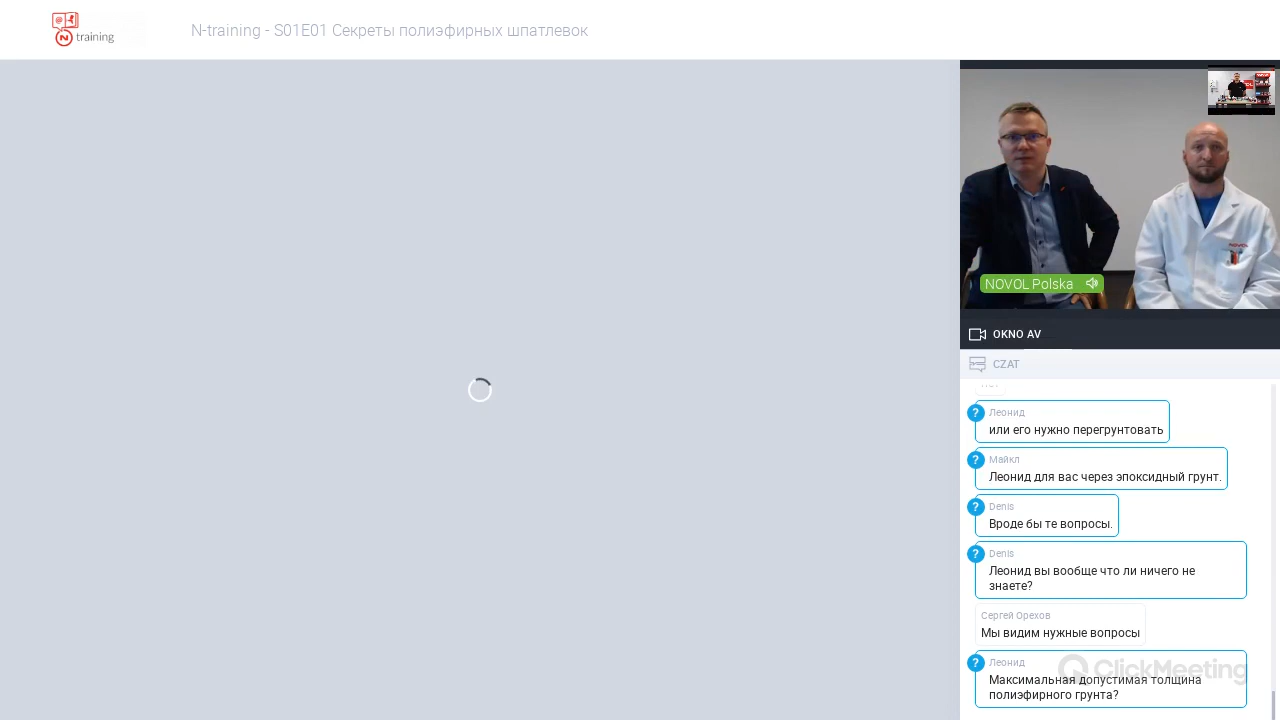 training
N-training - S01E01 Секреты полиэфирных шпатлевок
NOVOL
NOVOL Polska
OKNO AV
CZAT
Леонид
или его нужно перегрунтовать
Майкл
Леонид для вас через эпоксидный грунт.
Denis
Вроде бы те вопросы.
Denis
Леонид вы вообще что ли ничего не
знаете?
Сергей Орехов
Мы видим нужные вопросы
ClickMeeting
Леонид
Максимальная допустимая толщина
полиэфирного грунта?